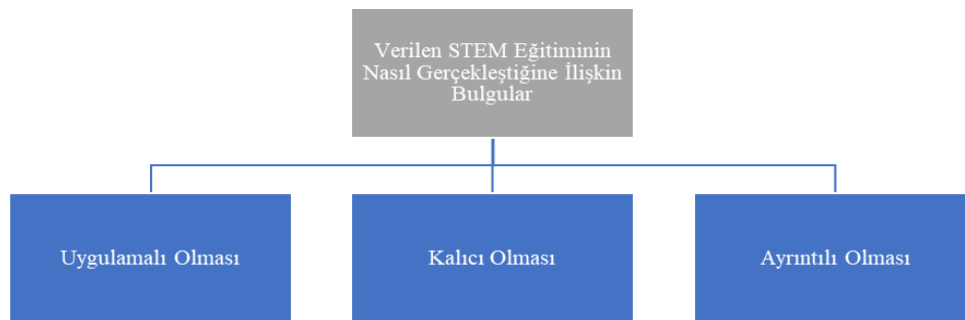 Verilen STEM Eğitiminin
Nasıl Gerçekleştiğine İlişkin
Bulgular
Uygulamalı Olması
Kalıcı Olması
Ayrıntılı Olması